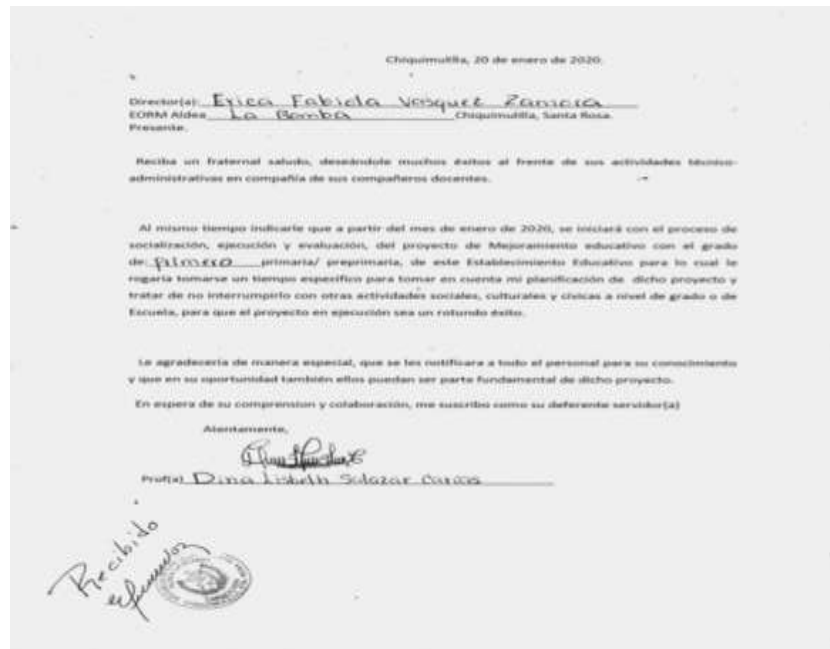 Chiquimulilla, 20 de enero de 2020.
Director(a): Erica Fabiola Vasquez Zamora
EORM Aldea La Bomba Chiquimulilla, Santa Rosa.
Presente.
Reciba un fraternal saludo, deseándole muchos éxitos al frente de sus actividades técnico-
administrativas en compañía de sus compañeros docentes.
Al mismo tiempo indicarle que a partir del mes de enero de 2020, se iniciará con el proceso de
socialización, ejecución y evaluación, del proyecto de Mejoramiento educativo con el grado
de: primero primaria/ preprimaria, de este Establecimiento Educativo para lo cual le
rogaría tomarse un tiempo específico para tomar en cuenta mi planificación de dicho proyecto y
tratar de no interrumpirlo con otras actividades sociales, culturales y cívicas a nivel de grado o de
Escuela, para que el proyecto en ejecución sea un rotundo éxito.
Le agradecería de manera especial, que se les notificara a todo el personal para su conocimiento
y que en su oportunidad también ellos puedan ser parte fundamental de dicho proyecto.
En espera de su comprension y colaboración, me suscribo como su deferente servidor(a)
Atentamente,
Prof(a) Dina Lisbeth Salazar
Recibido